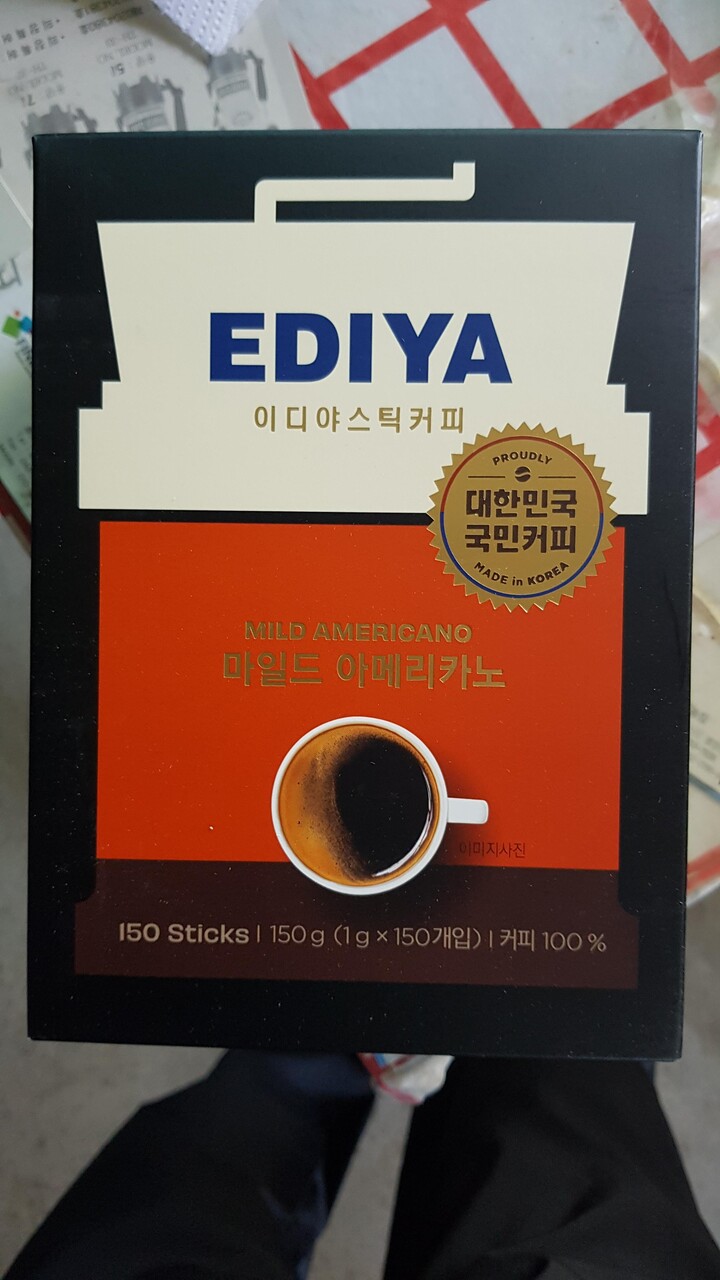 EDIYA
이디야스틱커피
PROUDLY
대한민국
국민커피
MADE in KOREA
MILD AMERICANO
마일드 아메리카노
이미지사진
150 Sticks | 150 g (1 g × 150개입) | 커피 100 %